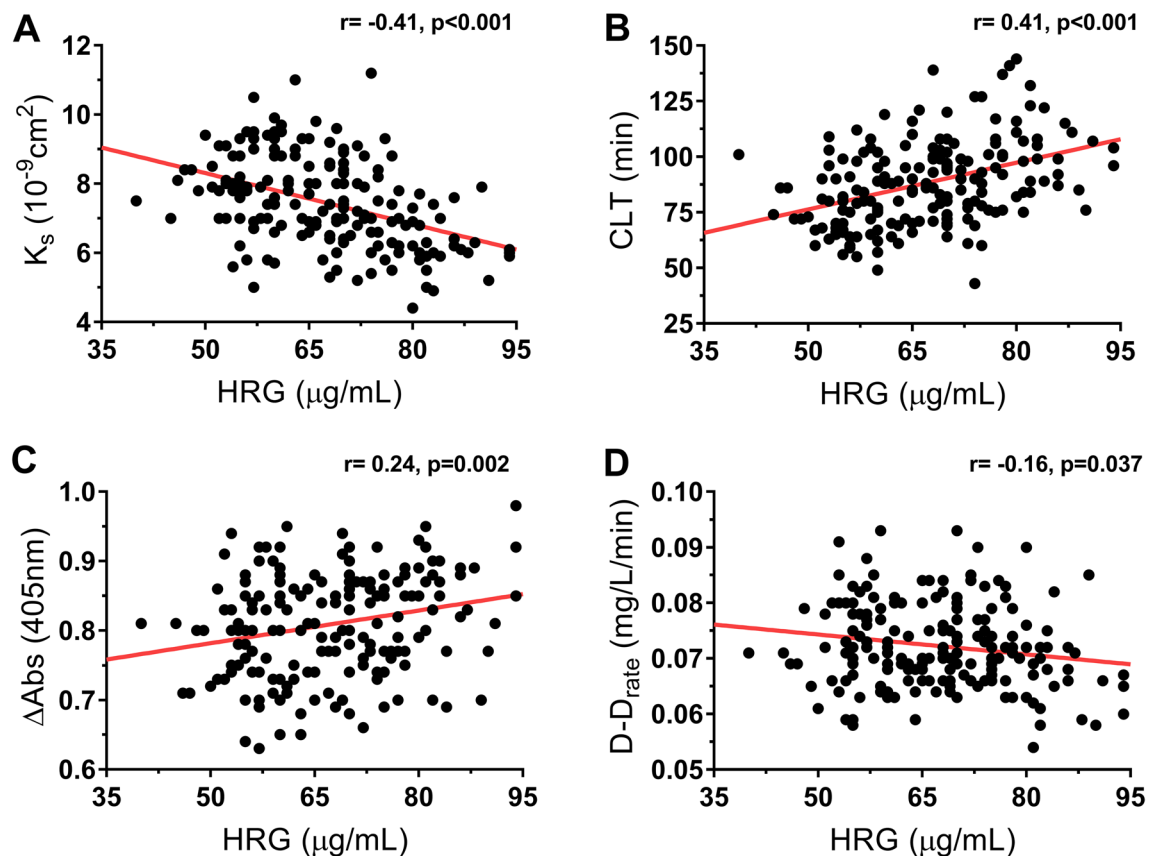 A
r= -0.41, p<0.001
12
10
8
6
4
Kₛ (10⁻⁹cm²)
35 50 65 80 95
HRG (μg/mL)
B
r= 0.41, p<0.001
150
125
100
75
50
25
CLT (min)
35 50 65 80 95
HRG (μg/mL)
C
r= 0.24, p=0.002
1.0
0.9
0.8
0.7
0.6
ΔAbs (405nm)
35 50 65 80 95
HRG (μg/mL)
D
r= -0.16, p=0.037
0.10
0.09
0.08
0.07
0.06
0.05
D-Drate (mg/L/min)
35 50 65 80 95
HRG (μg/mL)